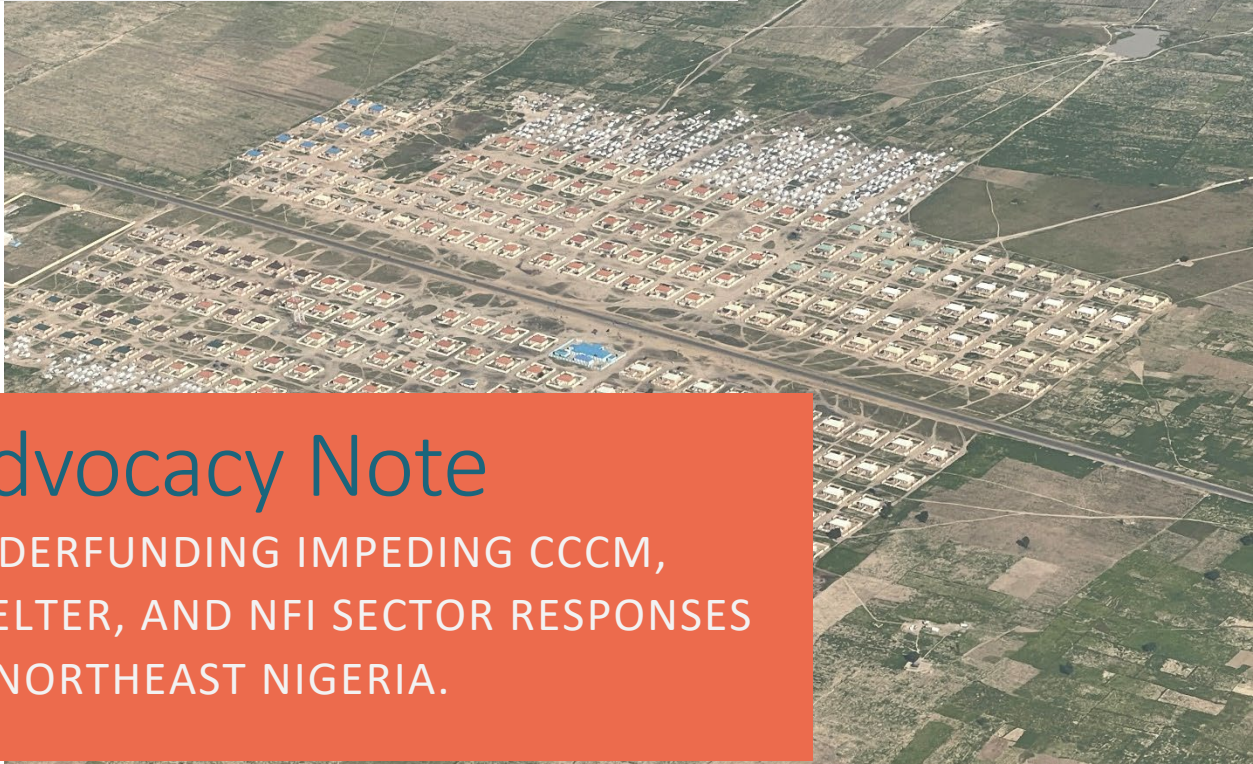 dvocacy Note
DERFUNDING IMPEDING CCCM,
ELTER, AND NFI SECTOR RESPONSES
NORTHEAST NIGERIA.